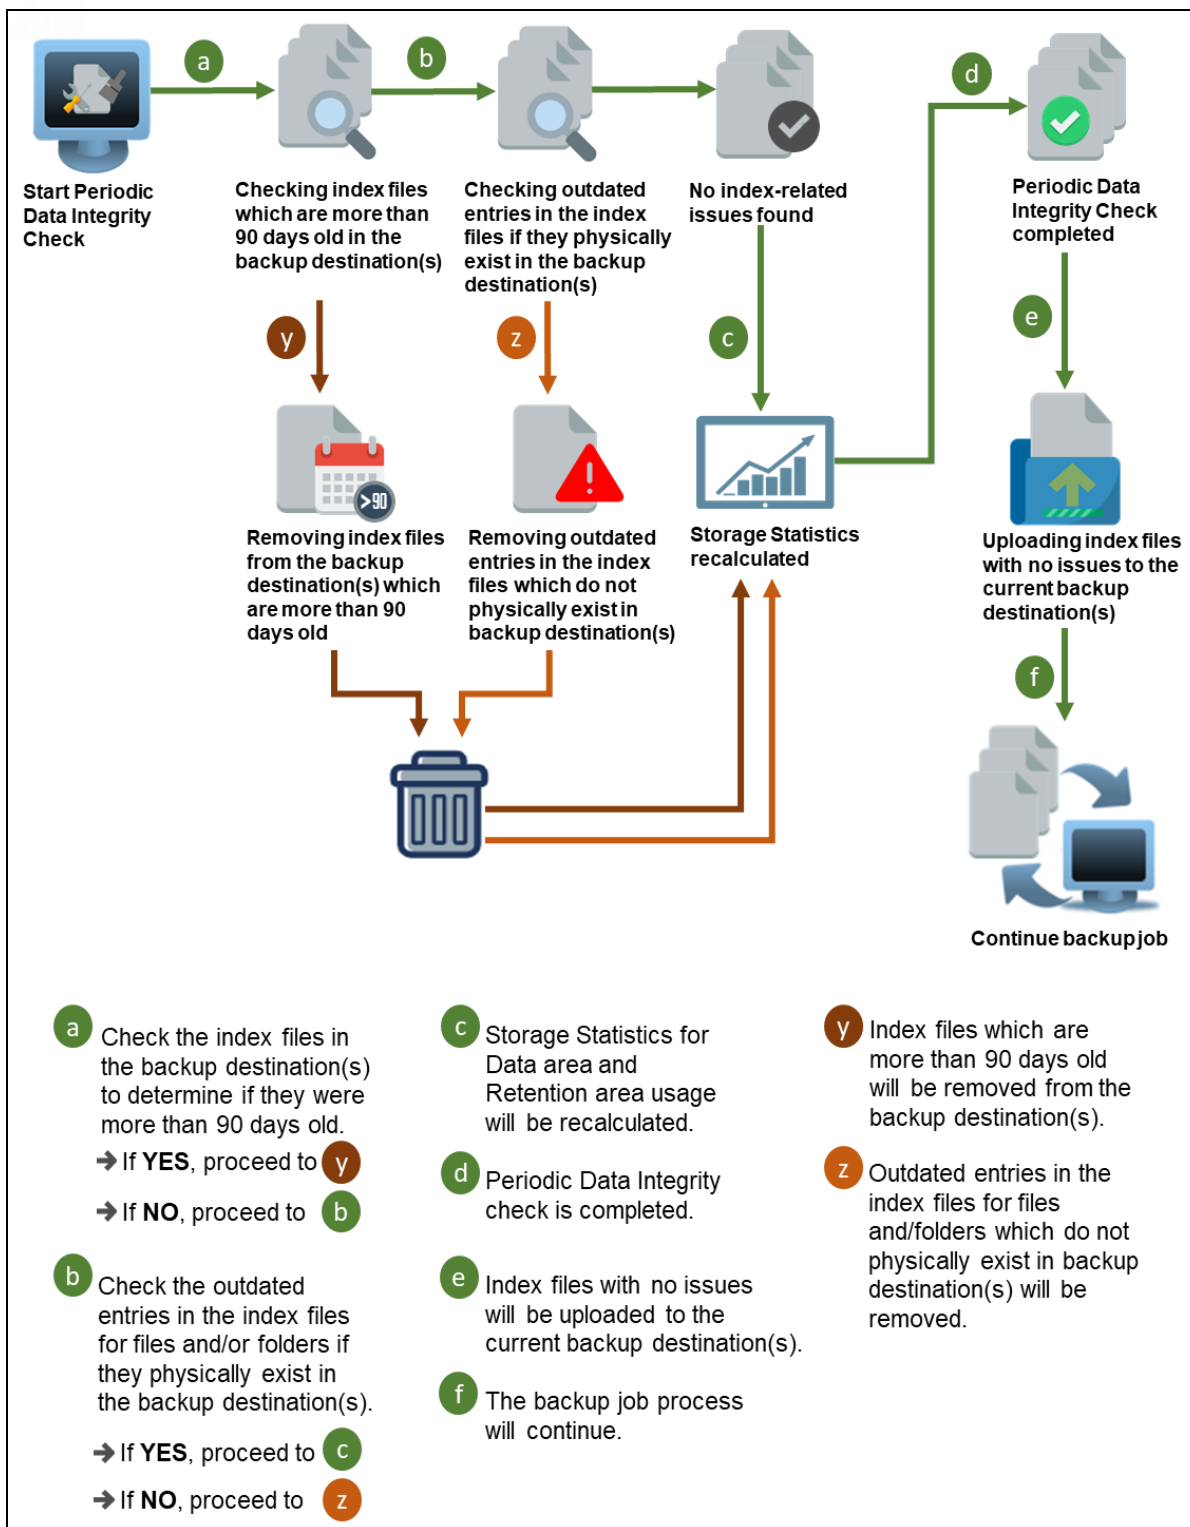 a
b
d
Start Periodic
Data Integrity
Check
Checking index files
which are more than
90 days old in the
backup destination(s)
Checking outdated
entries in the index
files if they physically
exist in the backup
destination(s)
No index-related
issues found
Periodic Data
Integrity Check
completed
y
z
c
e
>90
Removing index files
from the backup
destination(s) which
are more than 90
days old
Removing outdated
entries in the index
files which do not
physically exist in
backup destination(s)
Storage Statistics
recalculated
Uploading index files
with no issues to the
current backup
destination(s)
f
Continue backup job
a
Check the index files in
the backup destination(s)
to determine if they were
more than 90 days old.
➔ If YES, proceed to y
➔ If NO, proceed to b
b
Check the outdated
entries in the index files
for files and/or folders if
they physically exist in
the backup destination(s).
➔ If YES, proceed to c
➔ If NO, proceed to z
c
Storage Statistics for
Data area and
Retention area usage
will be recalculated.
d
Periodic Data Integrity
check is completed.
e
Index files with no issues
will be uploaded to the
current backup destination(s).
f
The backup job process
will continue.
y
Index files which are
more than 90 days old
will be removed from the
backup destination(s).
z
Outdated entries in the
index files for files
and/folders which do not
physically exist in backup
destination(s) will be
removed.